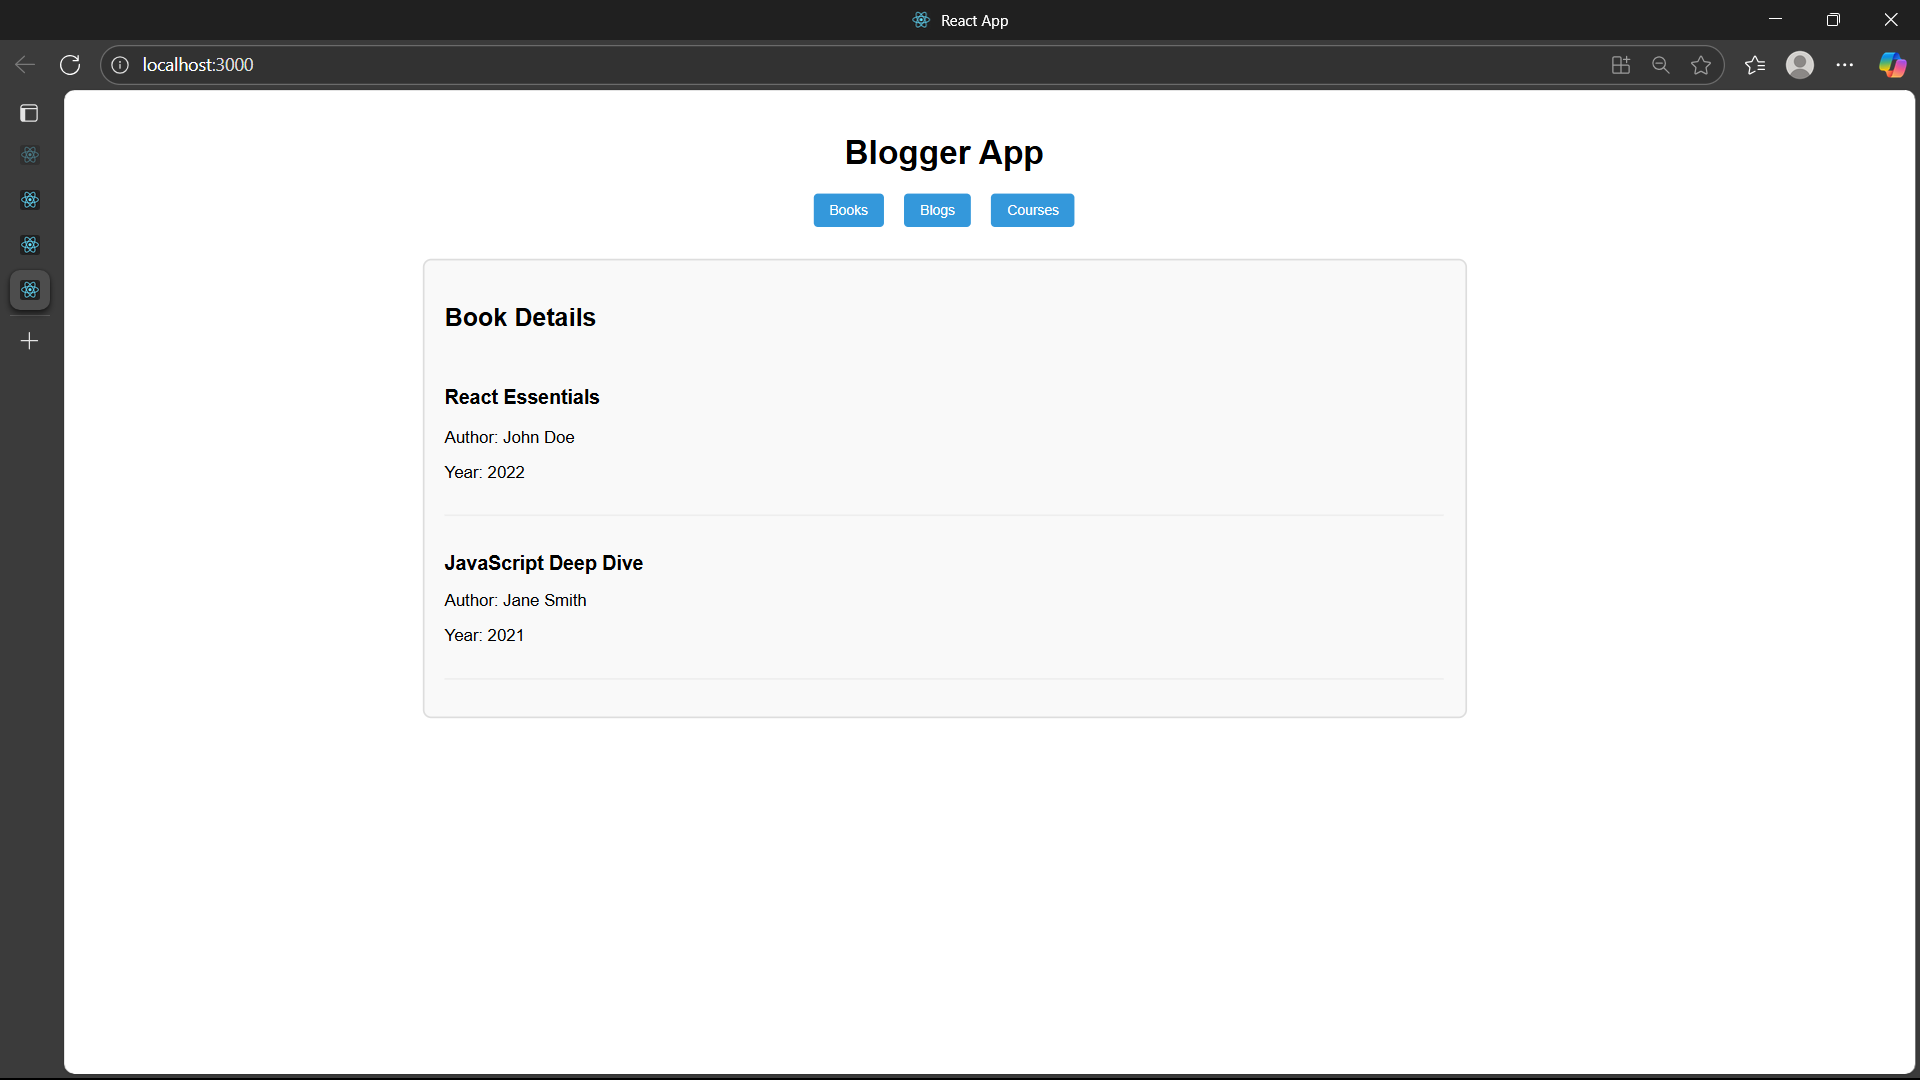 React App
localhost:3000
Blogger App
Books Blogs Courses
Book Details
React Essentials
Author: John Doe
Year: 2022
JavaScript Deep Dive
Author: Jane Smith
Year: 2021